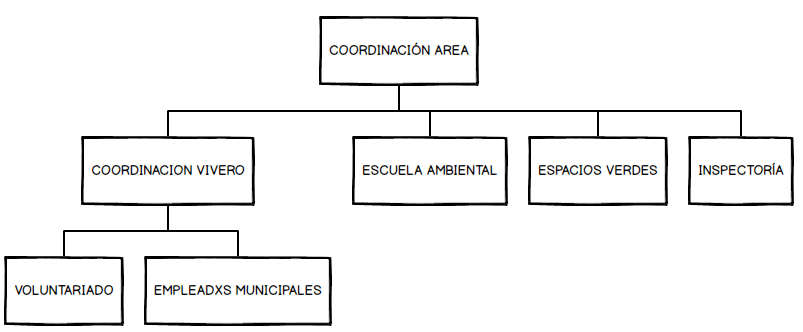 COORDINACIÓN AREA
COORDINACION VIVERO
ESCUELA AMBIENTAL
ESPACIOS VERDES
INSPECTORÍA
VOLUNTARIADO
EMPLEADXS MUNICIPALES